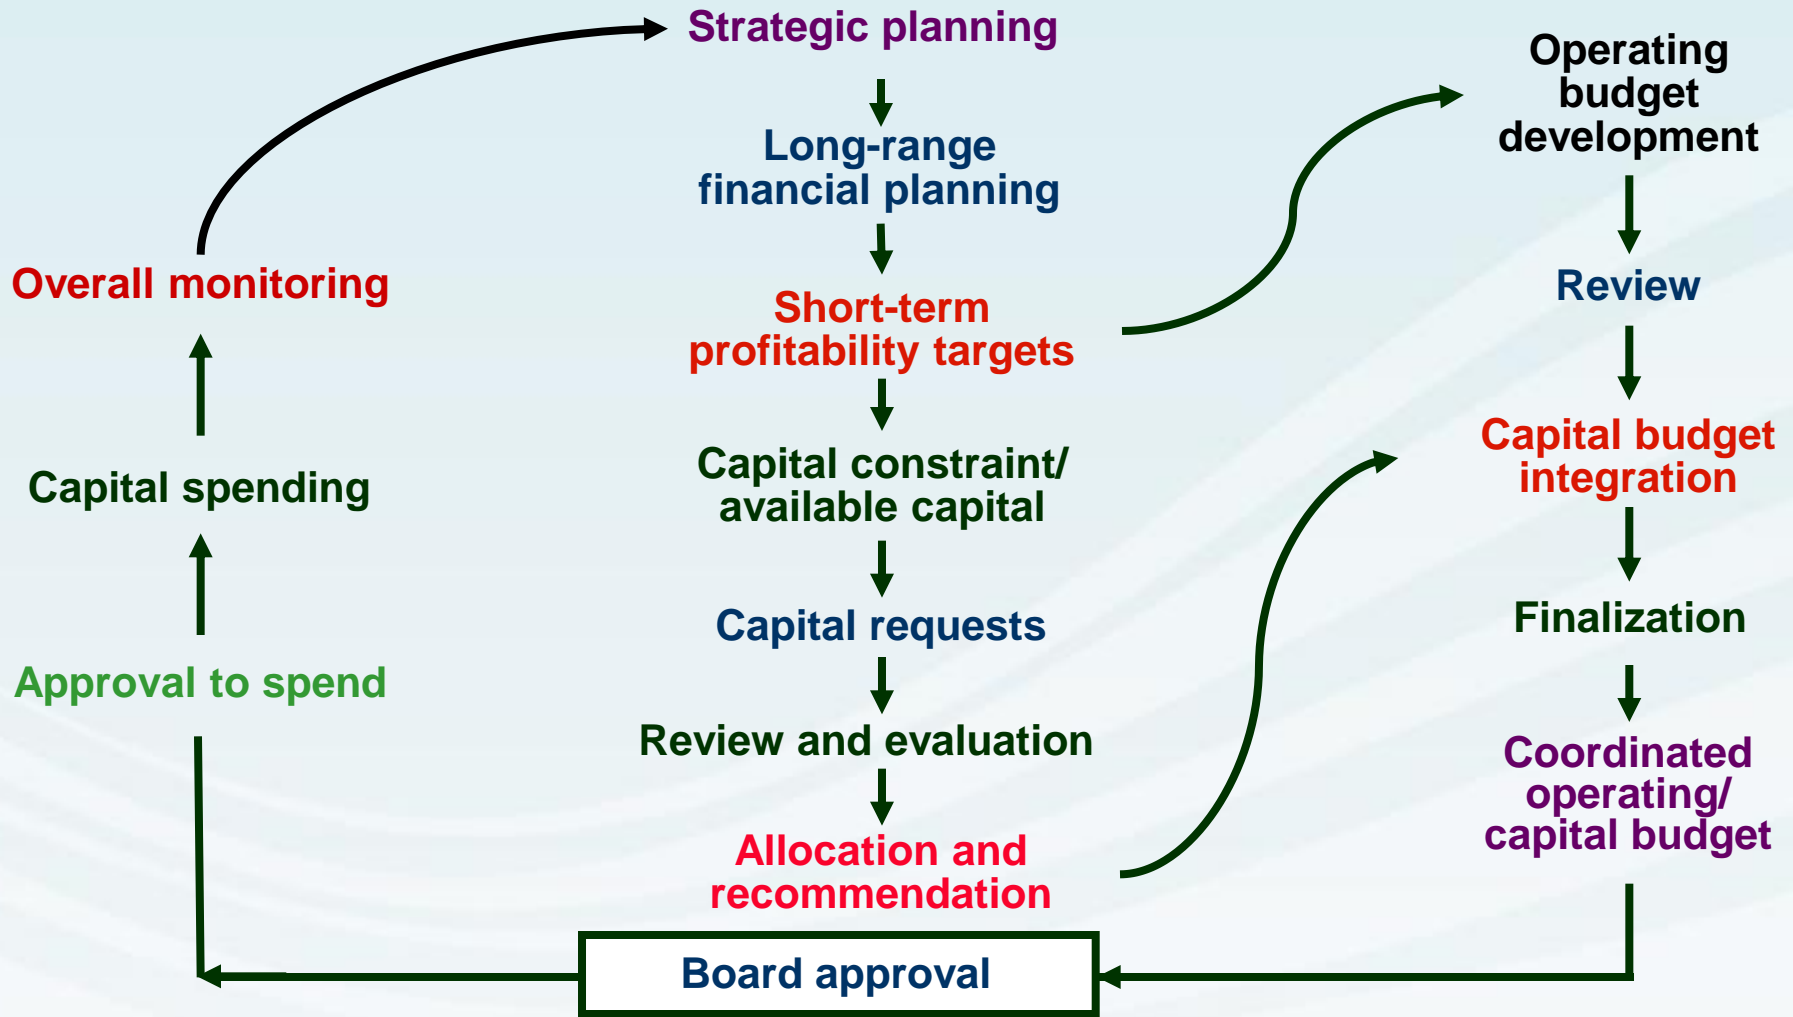 Strategic planning
Long-range
financial planning
Short-term
profitability targets
Capital constraint/
available capital
Capital requests
Review and evaluation
Allocation and
recommendation
Operating
budget
development
Review
Capital budget
integration
Finalization
Coordinated
operating/
capital budget
Board approval
Approval to spend
Capital spending
Overall monitoring